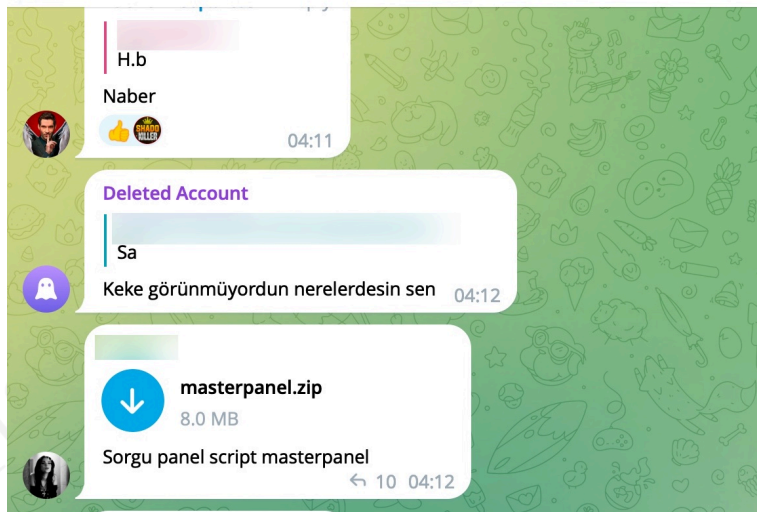 H.b
Naber
04:11
Deleted Account
Sa
Keke görünmüyordun nerelerdesin sen 04:12
masterpanel.zip
8.0 MB
Sorgu panel script masterpanel
10 04:12